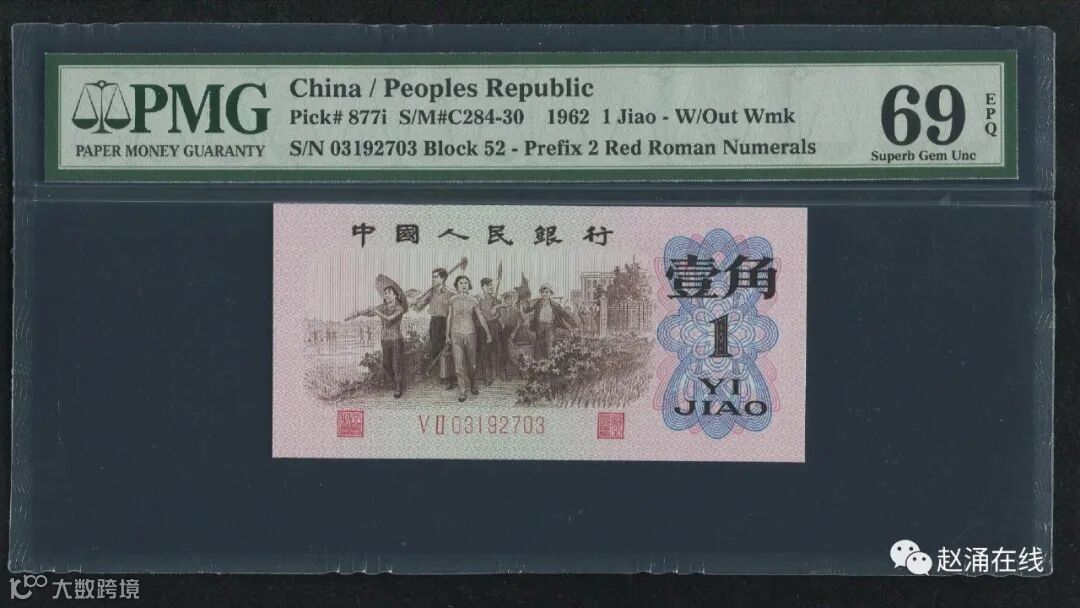 PMG
PAPER MONEY GUARANTY
China / Peoples Republic
Pick# 877i S/M#C284-30 1962 1 Jiao - W/Out Wmk
S/N 03192703 Block 52 - Prefix 2 Red Roman Numerals
69
EPQ
Superb Gem Unc
中國人民銀行
壹角
1
YI
JIAO
V II 03192703
赵涌在线
大数跨境